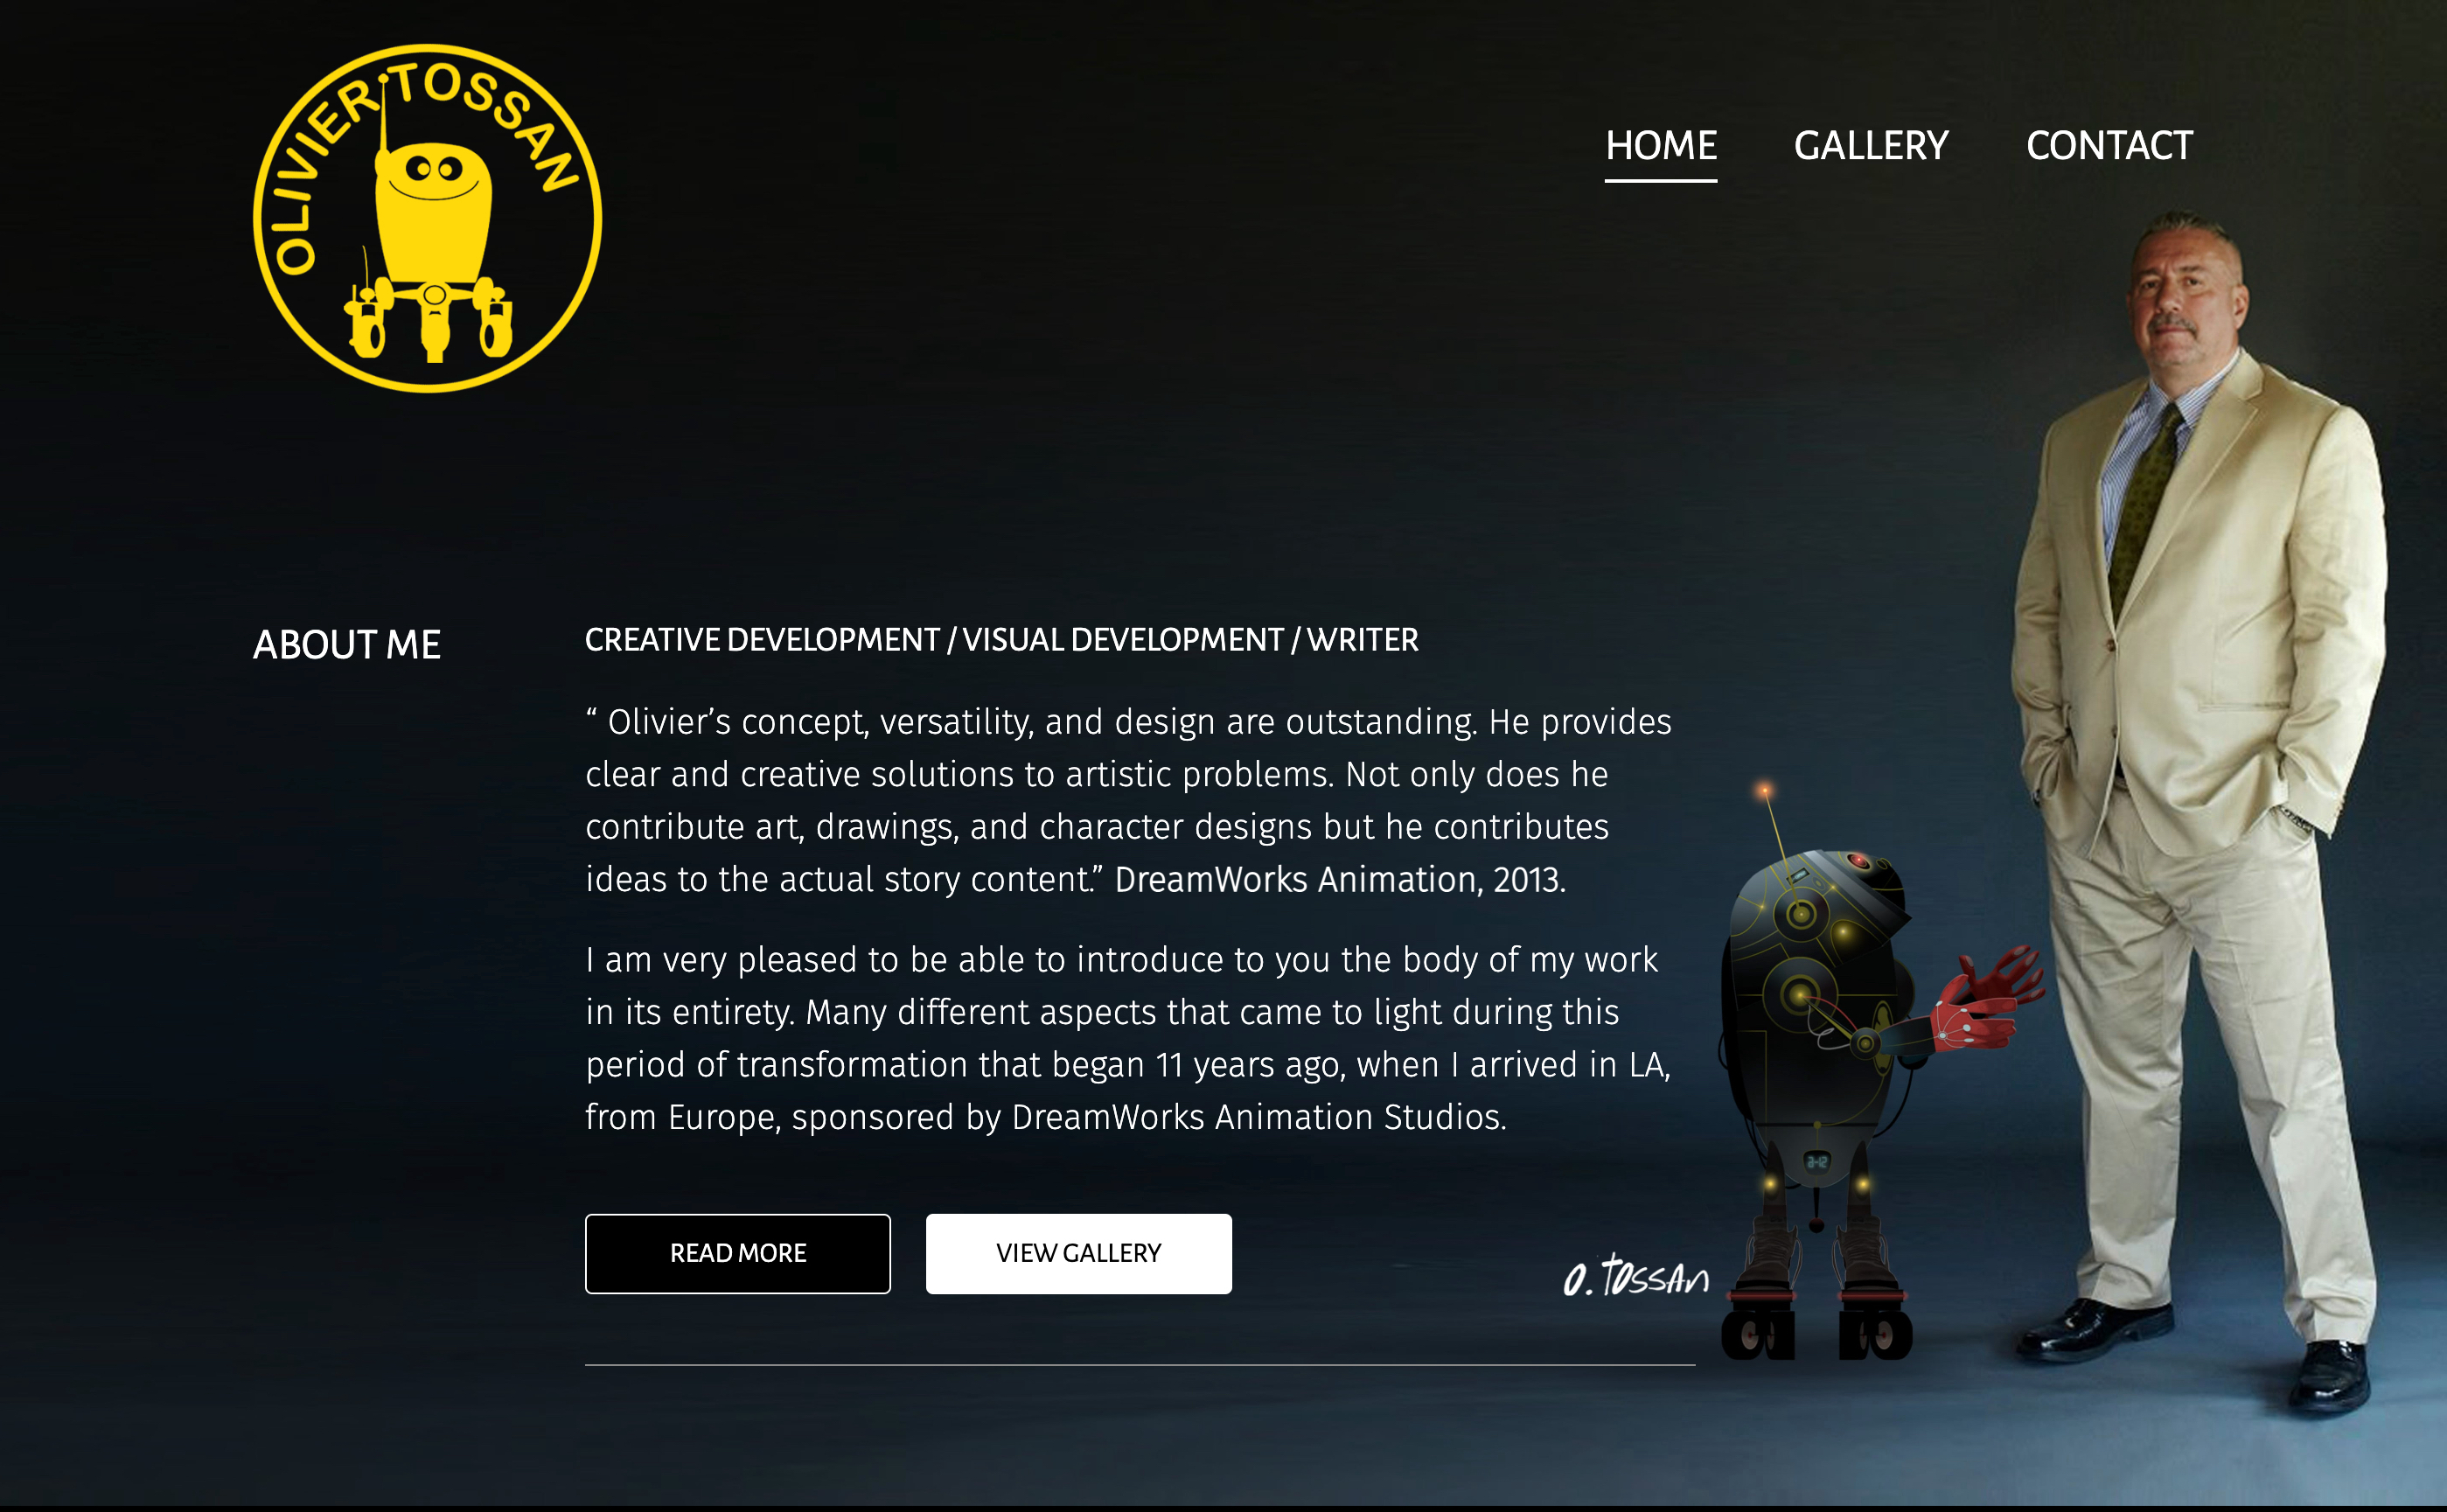 OLIVIER TOSSAN
HOME GALLERY CONTACT
ABOUT ME
CREATIVE DEVELOPMENT / VISUAL DEVELOPMENT / WRITER
“ Olivier’s concept, versatility, and design are outstanding. He provides
clear and creative solutions to artistic problems. Not only does he
contribute art, drawings, and character designs but he contributes
ideas to the actual story content.” DreamWorks Animation, 2013.
I am very pleased to be able to introduce to you the body of my work
in its entirety. Many different aspects that came to light during this
period of transformation that began 11 years ago, when I arrived in LA,
from Europe, sponsored by DreamWorks Animation Studios.
READ MORE VIEW GALLERY
O. TOSSAN